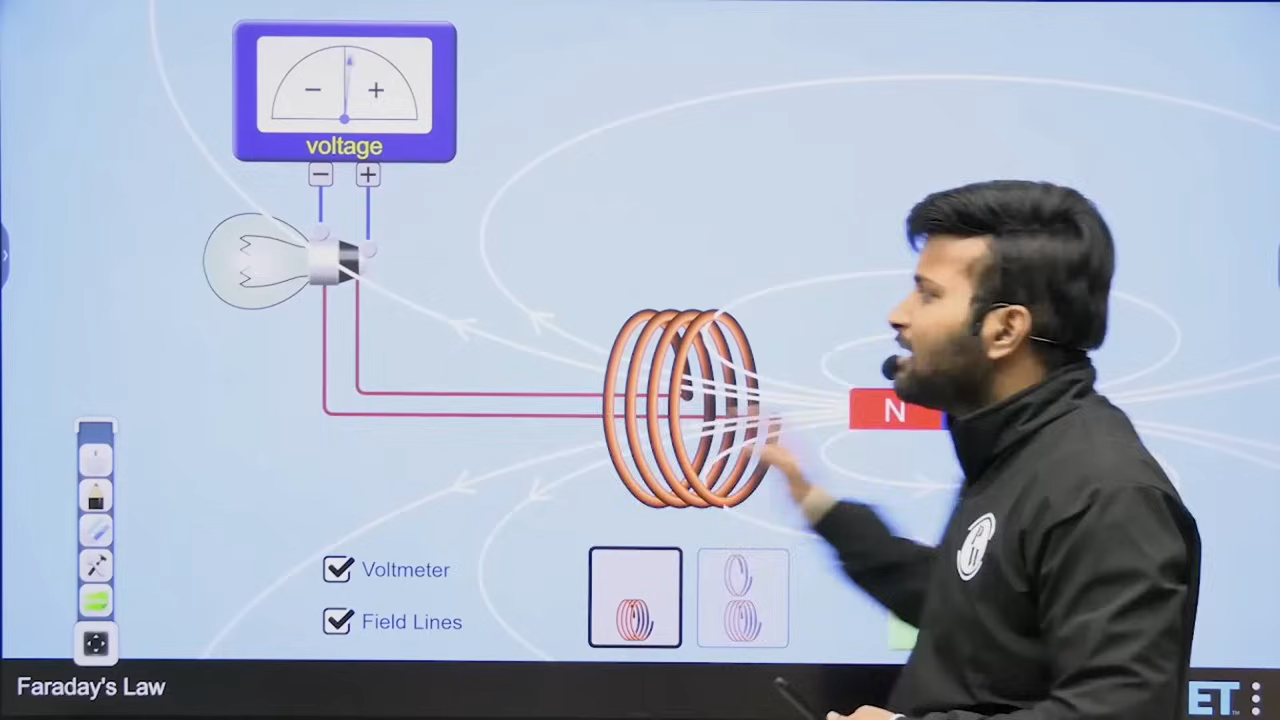 − +
voltage
− +
N
Voltmeter
Field Lines
Faraday's Law
ET